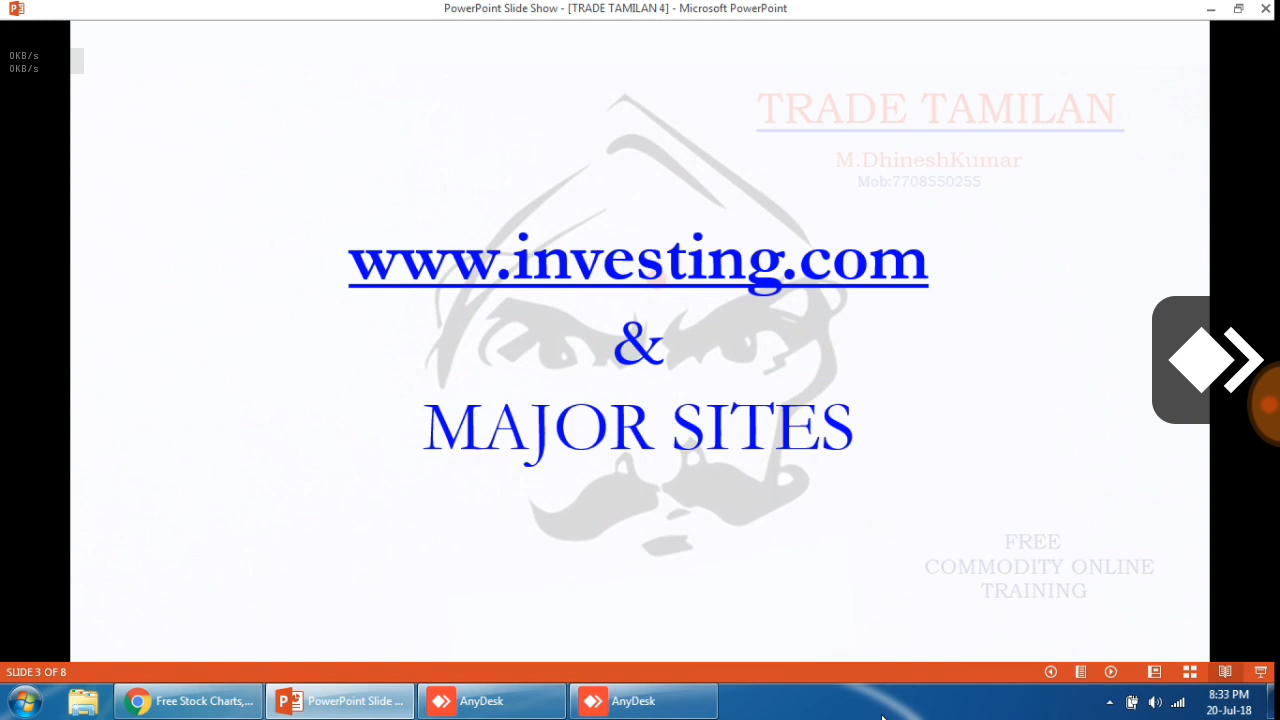 PowerPoint Slide Show - [TRADE TAMILAN 4] - Microsoft PowerPoint
0KB/s
0KB/s
TRADE TAMILAN
M.DhineshKumar
Mob:7708550255
www.investing.com
&
MAJOR SITES
FREE
COMMODITY ONLINE
TRAINING
SLIDE 3 OF 8
Free Stock Charts,...
PowerPoint Slide ...
AnyDesk
AnyDesk
8:33 PM
20-Jul-18